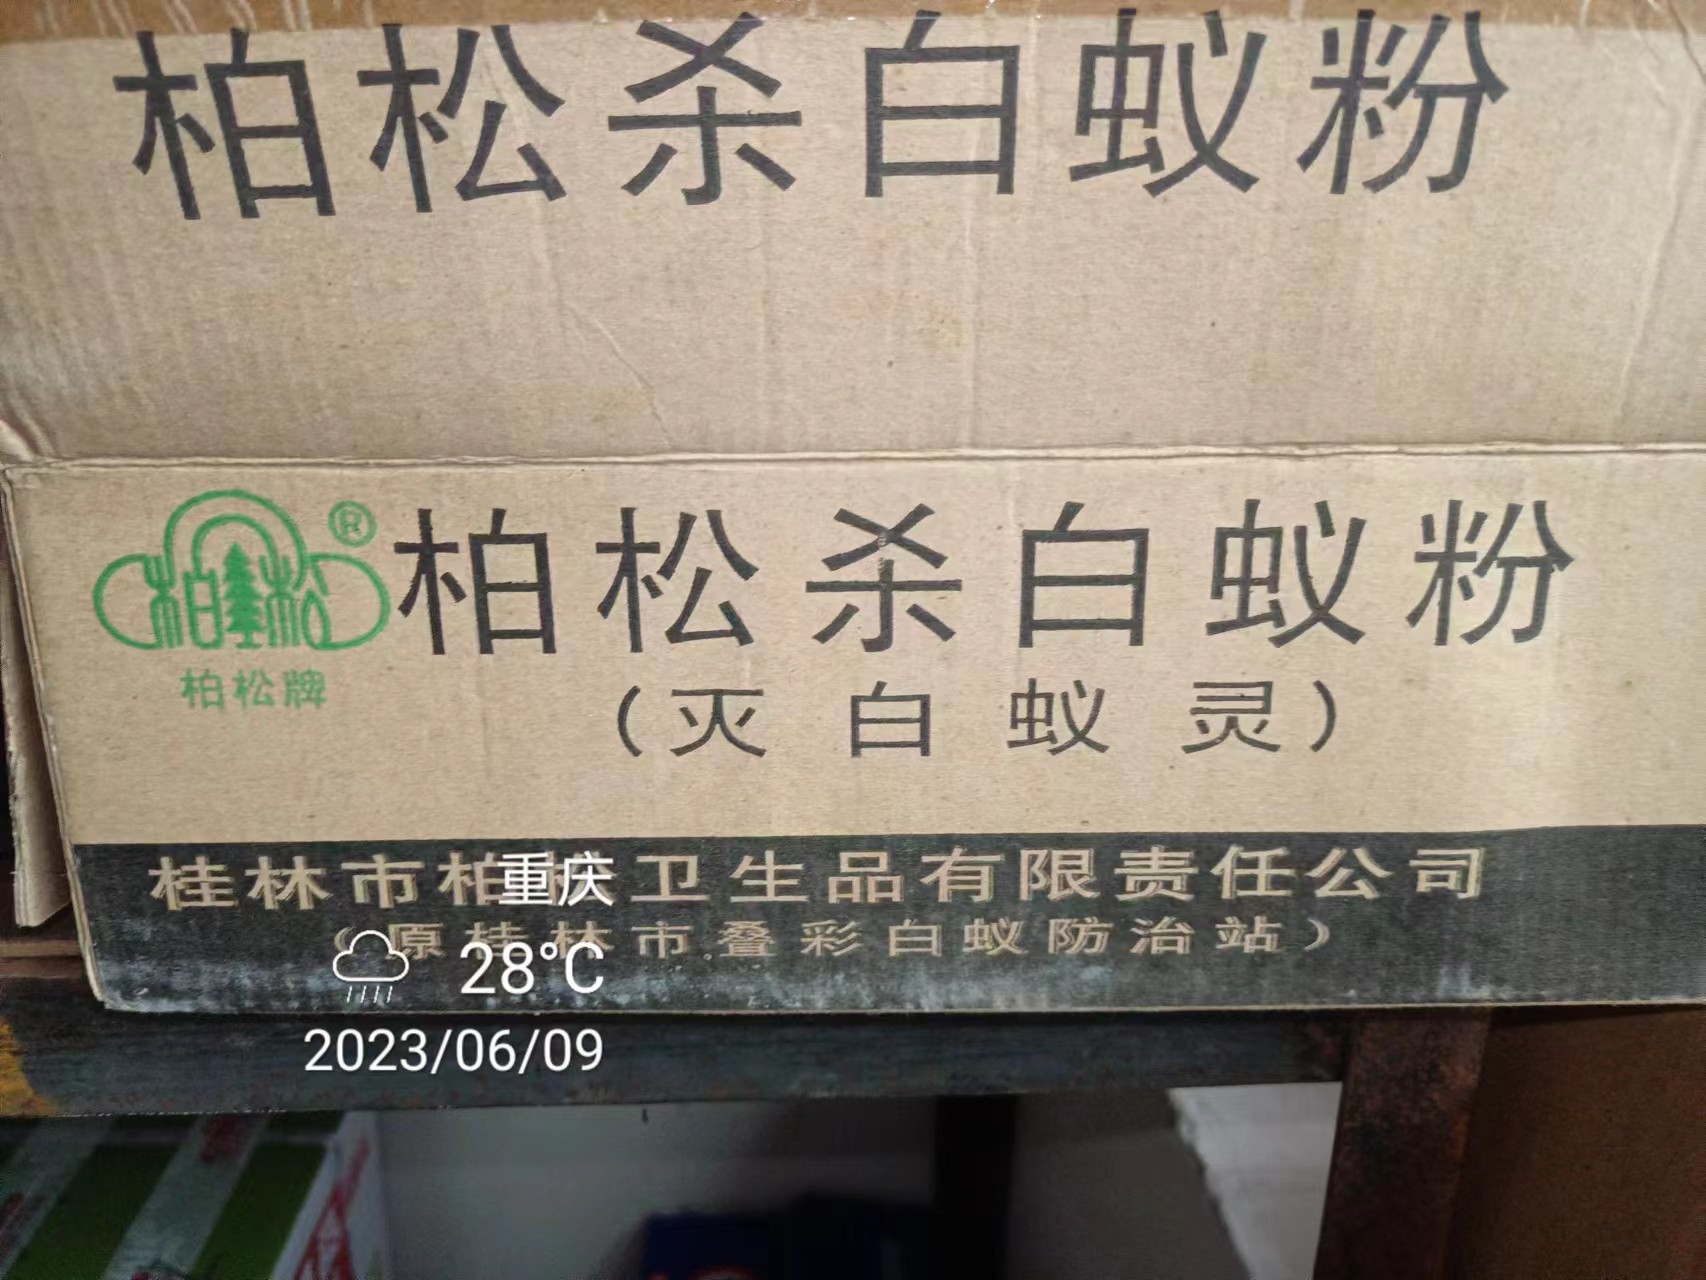 柏松杀白蚁粉
®
柏松
柏松牌
柏松杀白蚁粉
(灭白蚁灵)
桂林市柏 卫生品有限责任公司
(原桂林市叠彩白蚁防治站)
重庆
28°C
2023/06/09